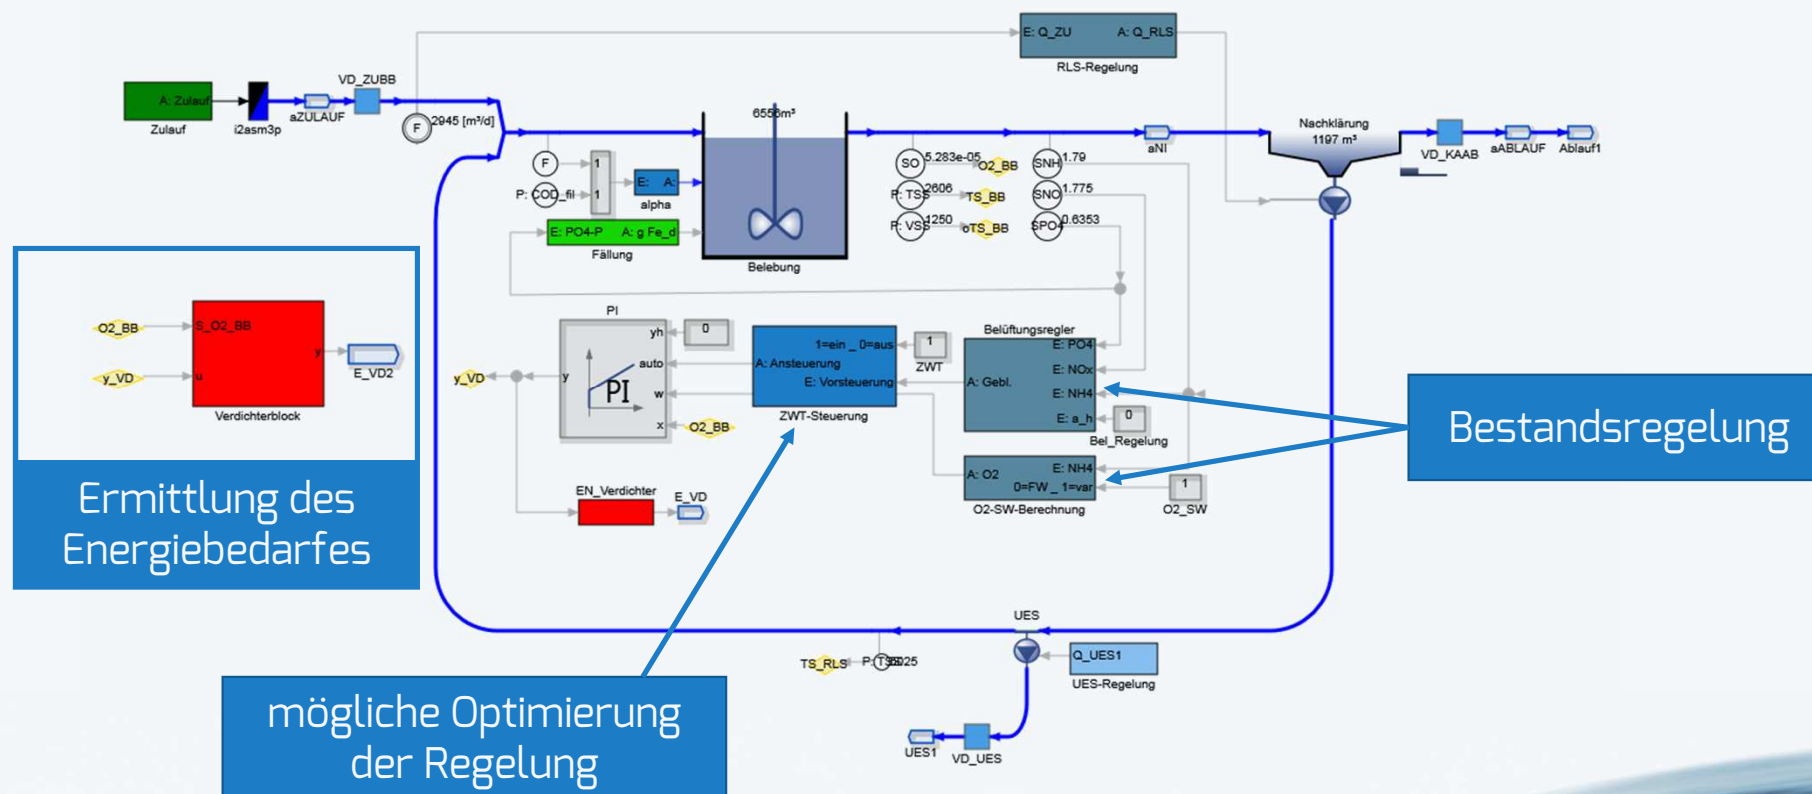 E: Q_ZU A: Q_RLS
RLS-Regelung
A: Zulauf
Zulauf
i2asm3p
aZULAUF
VD_ZUBB
F
2945 [m³/d]
F
P: COD_fil
1
1
E: A:
alpha
E: PO4-P A: g Fe_d
Fällung
6556m³
Belebung
SO
5.283e-05
O2_BB
P: TSS
2606
TS_BB
P: VSS
1250
oTS_BB
SNH
1.79
SNO
1.775
SPO4
0.6353
aNI
Nachklärung
1197 m³
VD_KAAB
aABLAUF
Ablauf1
O2_BB
y_VD
S_O2_BB
u
y
Verdichterblock
E_VD2
Ermittlung des
Energiebedarfes
PI
yh
auto
w
x
y
PI
0
y_VD
O2_BB
EN_Verdichter
E_VD
1=ein _ 0=aus
A: Ansteuerung
E: Vorsteuerung
ZWT-Steuerung
1
ZWT
Belüftungsregler
E: PO4
E: NOx
A: Gebl.
E: NH4
E: a_h
0
Bel_Regelung
E: NH4
A: O2
0=FW _ 1=var
O2-SW-Berechnung
1
O2_SW
Bestandsregelung
mögliche Optimierung
der Regelung
TS_RLS
P: TSS
UES
Q_UES1
UES-Regelung
UES1
VD_UES